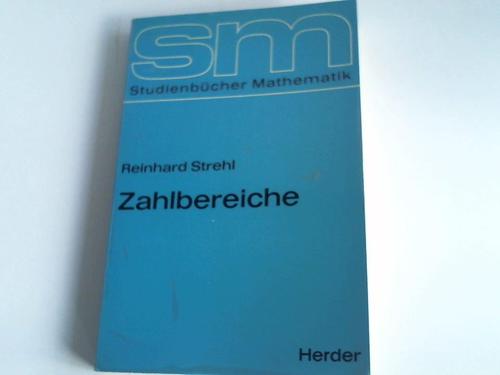 sm
Studienbücher Mathematik
Reinhard Strehl
Zahlbereiche
Herder